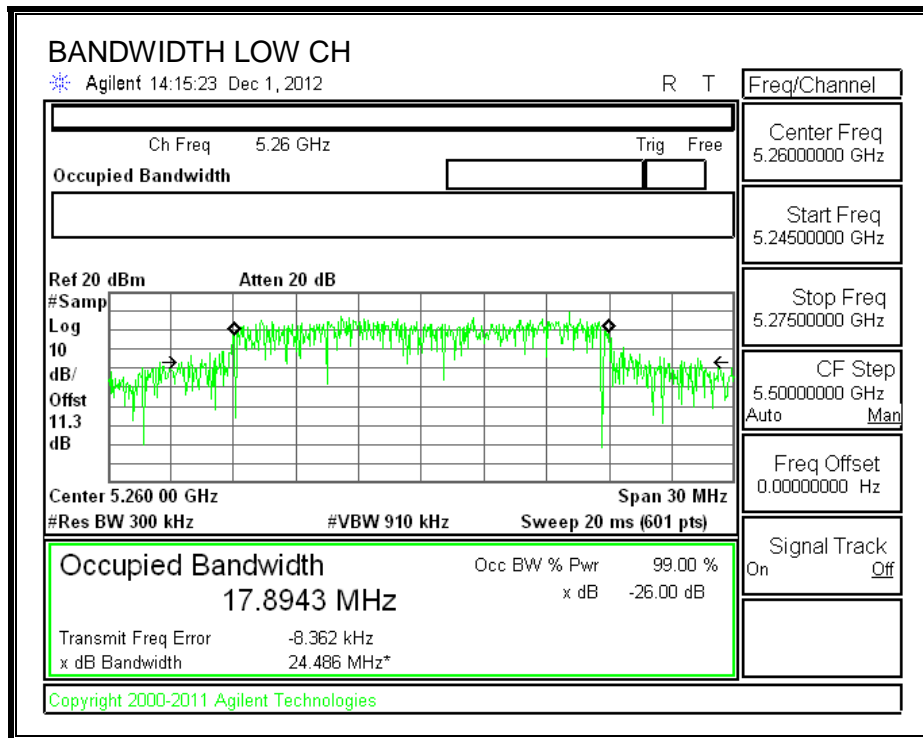 BANDWIDTH LOW CH
Agilent 14:15:23 Dec 1, 2012 R T
Freq/Channel
Ch Freq 5.26 GHz Trig Free
Occupied Bandwidth
Center Freq
5.26000000 GHz
Start Freq
5.24500000 GHz
Stop Freq
5.27500000 GHz
CF Step
5.50000000 GHz
Auto Man
Freq Offset
0.00000000 Hz
Signal Track
On Off
Ref 20 dBm Atten 20 dB
#Samp
Log
10
dB/
Offst
11.3
dB
Center 5.260 00 GHz Span 30 MHz
#Res BW 300 kHz #VBW 910 kHz Sweep 20 ms (601 pts)
Occupied Bandwidth
17.8943 MHz
Occ BW % Pwr 99.00 %
x dB -26.00 dB
Transmit Freq Error -8.362 kHz
x dB Bandwidth 24.486 MHz*
Copyright 2000-2011 Agilent Technologies